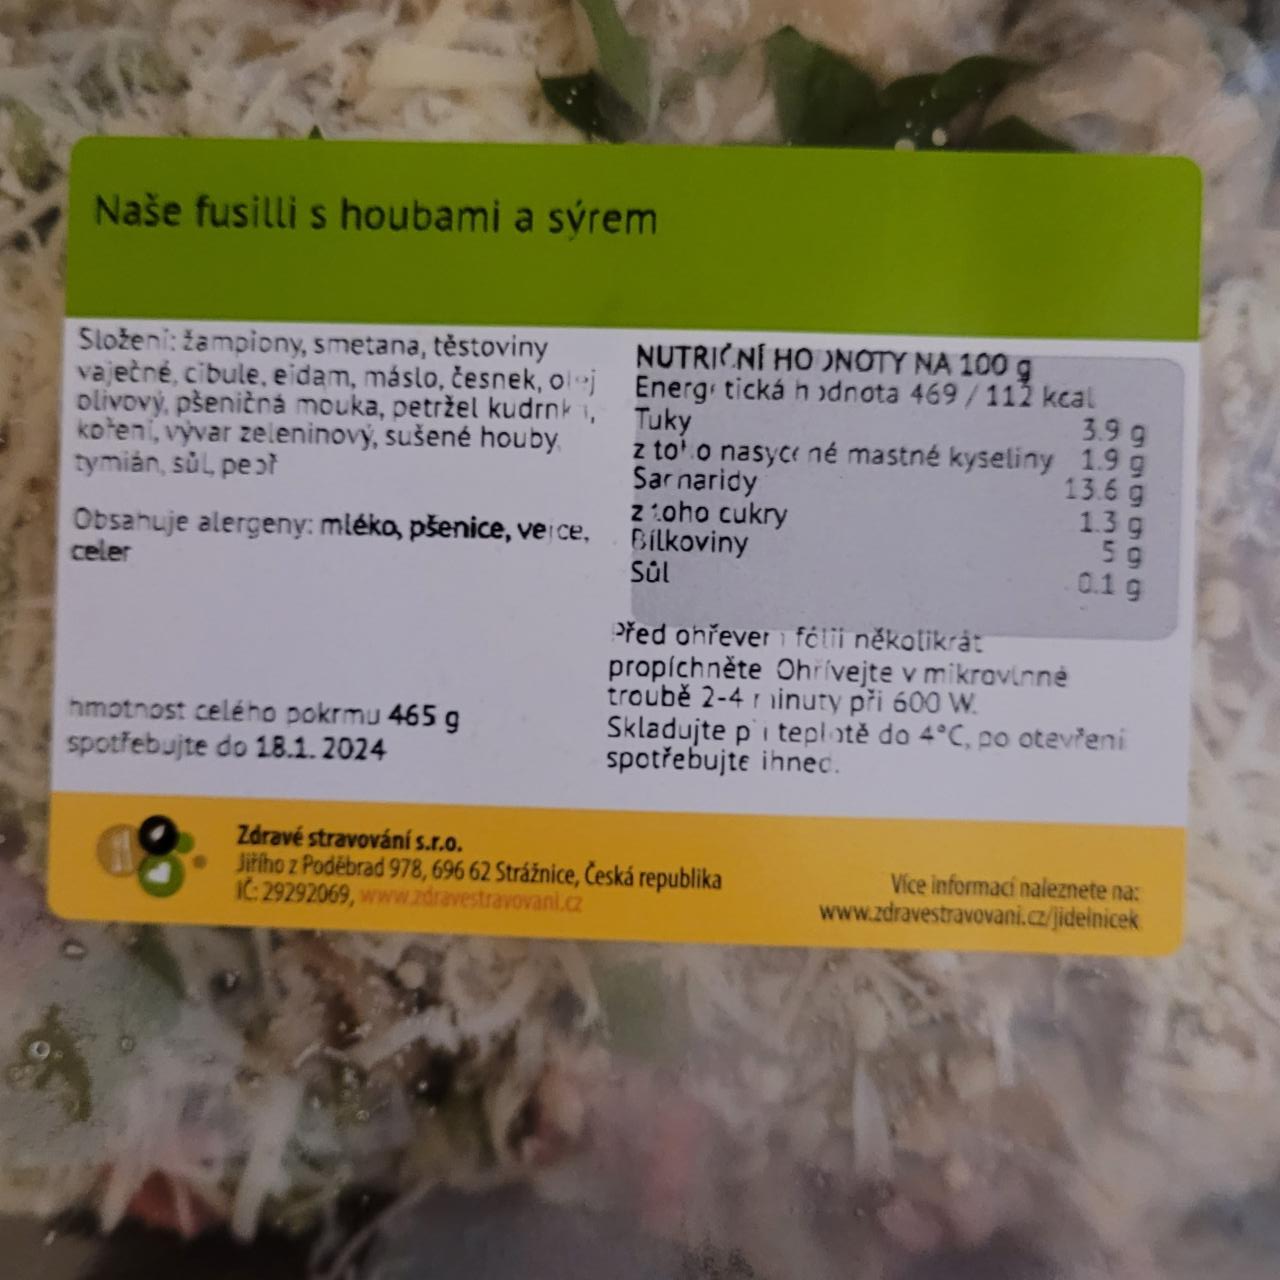 Naše fusilli s houbami a sýrem
Složení: žampiony, smetana, těstoviny
vaječné, cibule, eidam, máslo, česnek, olej
olivový, pšeničná mouka, petržel kudrnka,
koření, vývar zeleninový, sušené houby,
tymián, sůl, pepř
Obsahuje alergeny: mléko, pšenice, vejce,
celer
hmotnost celého pokrmu 465 g
spotřebujte do 18.1. 2024
NUTRIČNÍ HODNOTY NA 100 g
Energetická hodnota 469 / 112 kcal
Tuky 3.9 g
z toho nasycené mastné kyseliny 1.9 g
Sacharidy 13.6 g
z toho cukry 1.3 g
Bílkoviny 5 g
Sůl 0.1 g
Před ohřevem fólii několikrát
propíchněte Ohřívejte v mikrovlnné
troubě 2-4 minuty při 600 W.
Skladujte při teplotě do 4°C, po otevření
spotřebujte ihned.
Zdravé stravování s.r.o.
Jiřího z Poděbrad 978, 696 62 Strážnice, Česká republika
IČ: 29292069, www.zdravestravovani.cz
Více informací naleznete na:
www.zdravestravovani.cz/jidelnicek